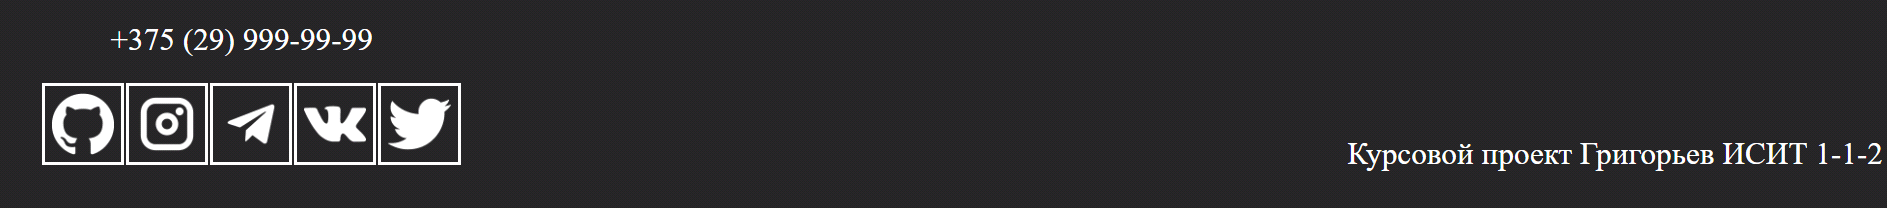 +375 (29) 999-99-99
Курсовой проект Григорьев ИСИТ 1-1-2